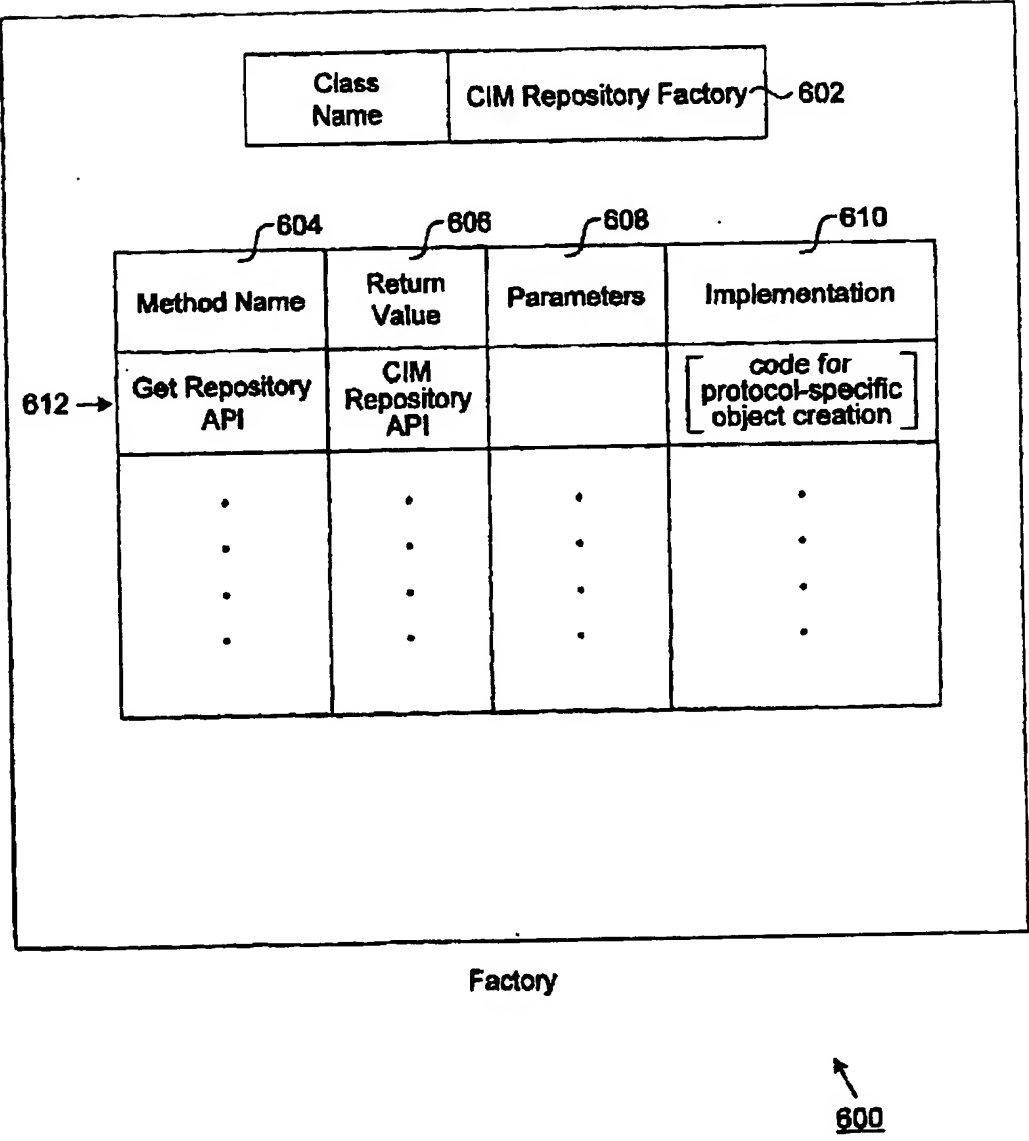 Class
Name
CIM Repository Factory
602
604
606
608
610
Method Name
Return
Value
Parameters
Implementation
612
Get Repository
API
CIM
Repository
API
code for
protocol-specific
object creation
Factory
600